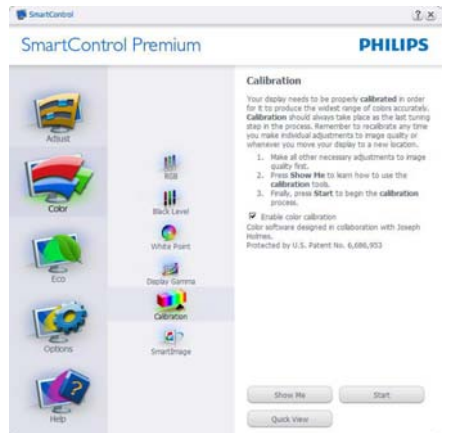 SmartControl
SmartControl Premium
PHILIPS
Adjust
Color
Eco
Options
Help
RGB
Black Level
White Point
Display Gamma
Calibration
SmartImage
Calibration
Your display needs to be properly calibrated in order
for it to produce the widest range of colors accurately.
Calibration should always take place as the last tuning
step in the process. Remember to recalibrate any time
you make individual adjustments to image quality or
whenever you move your display to a new location.
1. Make all other necessary adjustments to image
quality first.
2. Press Show Me to learn how to use the
calibration tools.
3. Finally, press Start to begin the calibration
process.
Enable color calibration
Color software designed in collaboration with Joseph
Holmes.
Protected by U.S. Patent No. 6,686,953
Show Me
Start
Quick View